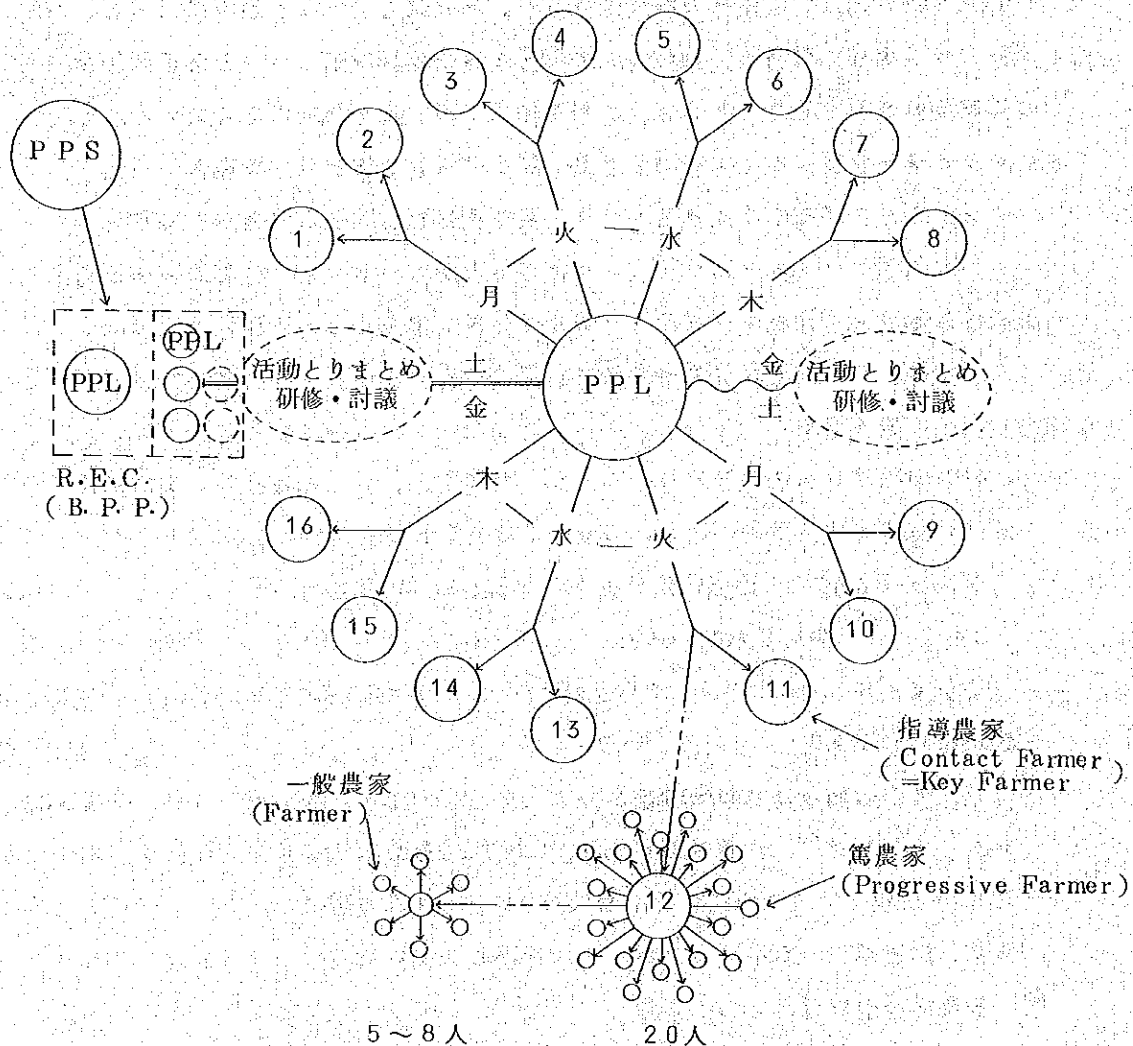 4
5
3
6
2
7
PPS
1
8
火
水
月
木
PPL
PPL
活動とりまとめ
研修・討議
土
金
PPL
金
土
活動とりまとめ
研修・討議
R.E.C.
(B.P.P.)
木
月
16
水
火
9
15
10
14
13
11
指導農家
(Contact Farmer
=Key Farmer)
一般農家
(Farmer)
12
篤農家
(Progressive Farmer)
5～8人
20人